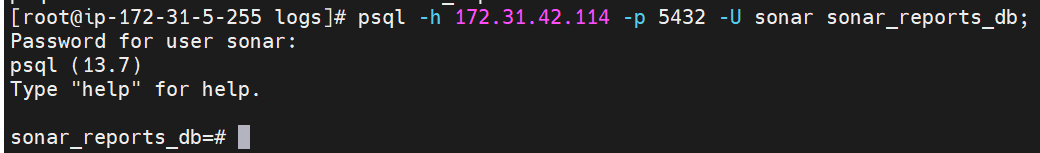 [root@ip-172-31-5-255 logs]# psql -h 172.31.42.114 -p 5432 -U sonar sonar_reports_db;
Password for user sonar:
psql (13.7)
Type "help" for help.
sonar_reports_db=#